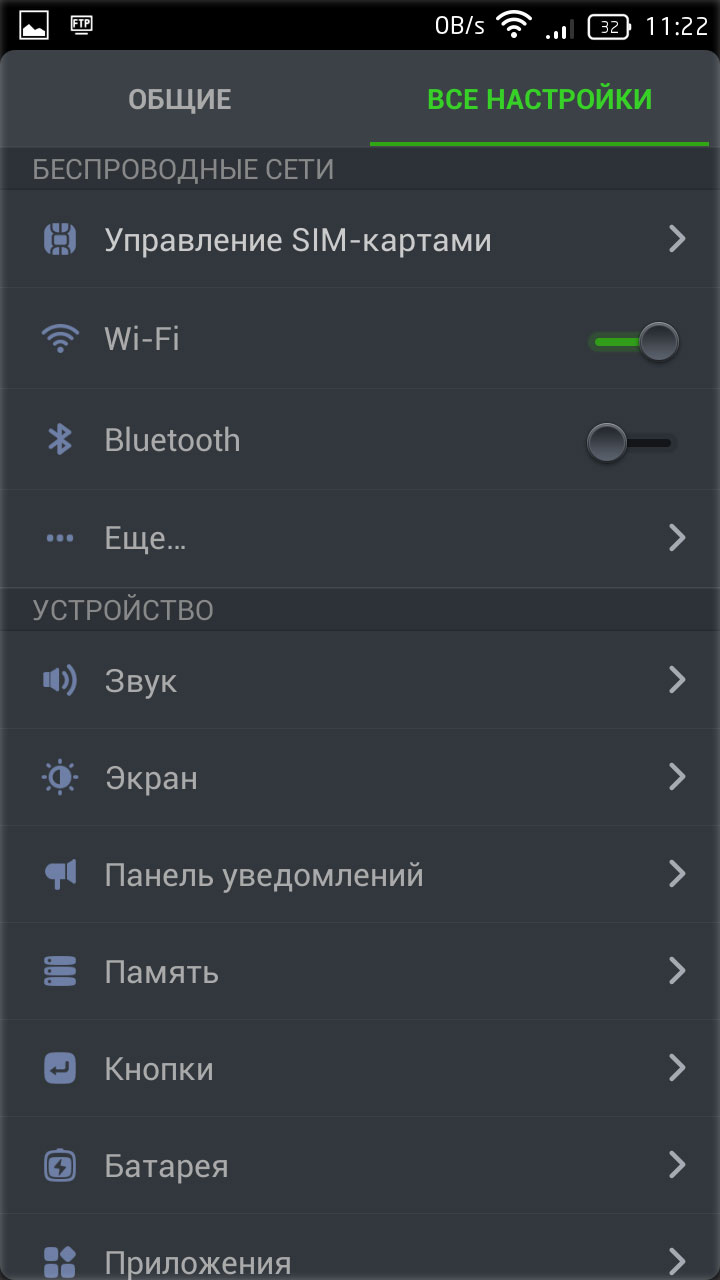 FTP 0B/s 32 11:22
ОБЩИЕ ВСЕ НАСТРОЙКИ
БЕСПРОВОДНЫЕ СЕТИ
Управление SIM-картами
Wi-Fi
Bluetooth
Еще...
УСТРОЙСТВО
Звук
Экран
Панель уведомлений
Память
Кнопки
Батарея
Приложения